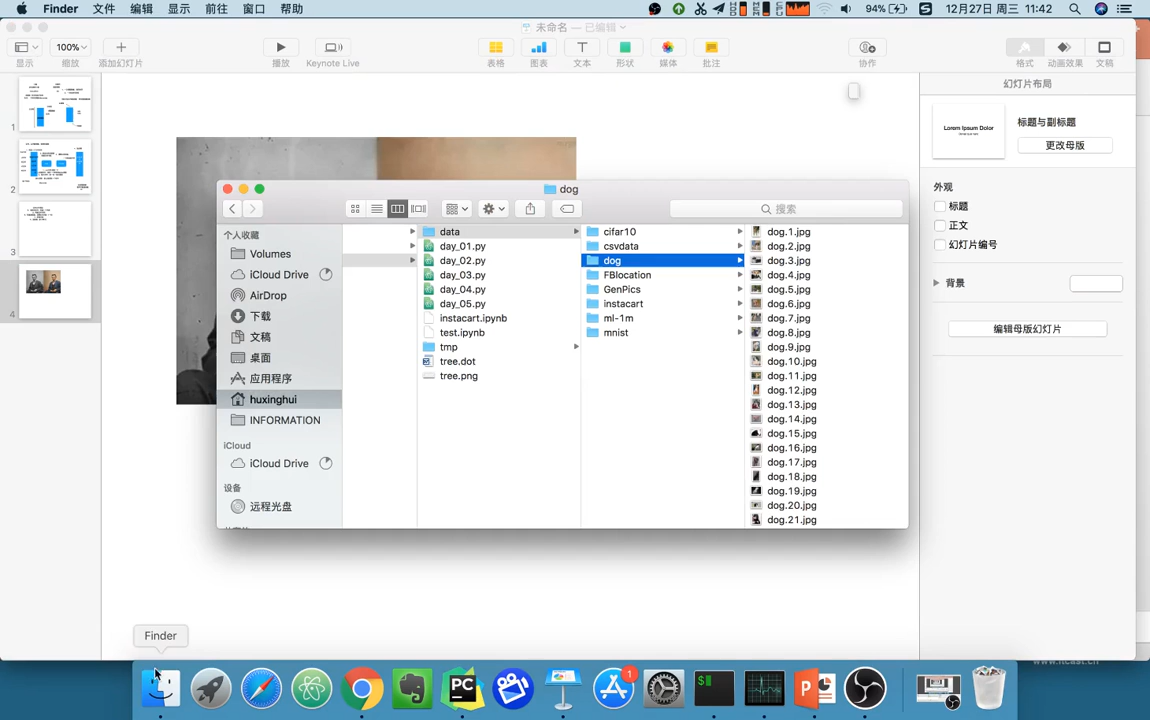 Finder 文件 编辑 显示 前往 窗口 帮助 94% 12月27日 周三 11:42
未命名 — 已编辑
100%
显示 缩放 添加幻灯片 播放 Keynote Live 表格 图表 文本 形状 媒体 批注 协作 格式 动画效果 文稿
幻灯片布局
Lorem Ipsum Dolor
标题与副标题
更改母版
外观
标题
正文
幻灯片编号
背景
编辑母版幻灯片
1
2
3
4
dog
搜索
个人收藏
Volumes
iCloud Drive
AirDrop
下载
文稿
桌面
应用程序
huxinghui
INFORMATION
iCloud
iCloud Drive
设备
远程光盘
data
day_01.py
day_02.py
day_03.py
day_04.py
day_05.py
instacart.ipynb
test.ipynb
tmp
tree.dot
tree.png
cifar10
csvdata
dog
FBlocation
GenPics
instacart
ml-1m
mnist
dog.1.jpg
dog.2.jpg
dog.3.jpg
dog.4.jpg
dog.5.jpg
dog.6.jpg
dog.7.jpg
dog.8.jpg
dog.9.jpg
dog.10.jpg
dog.11.jpg
dog.12.jpg
dog.13.jpg
dog.14.jpg
dog.15.jpg
dog.16.jpg
dog.17.jpg
dog.18.jpg
dog.19.jpg
dog.20.jpg
dog.21.jpg
Finder
PC
1